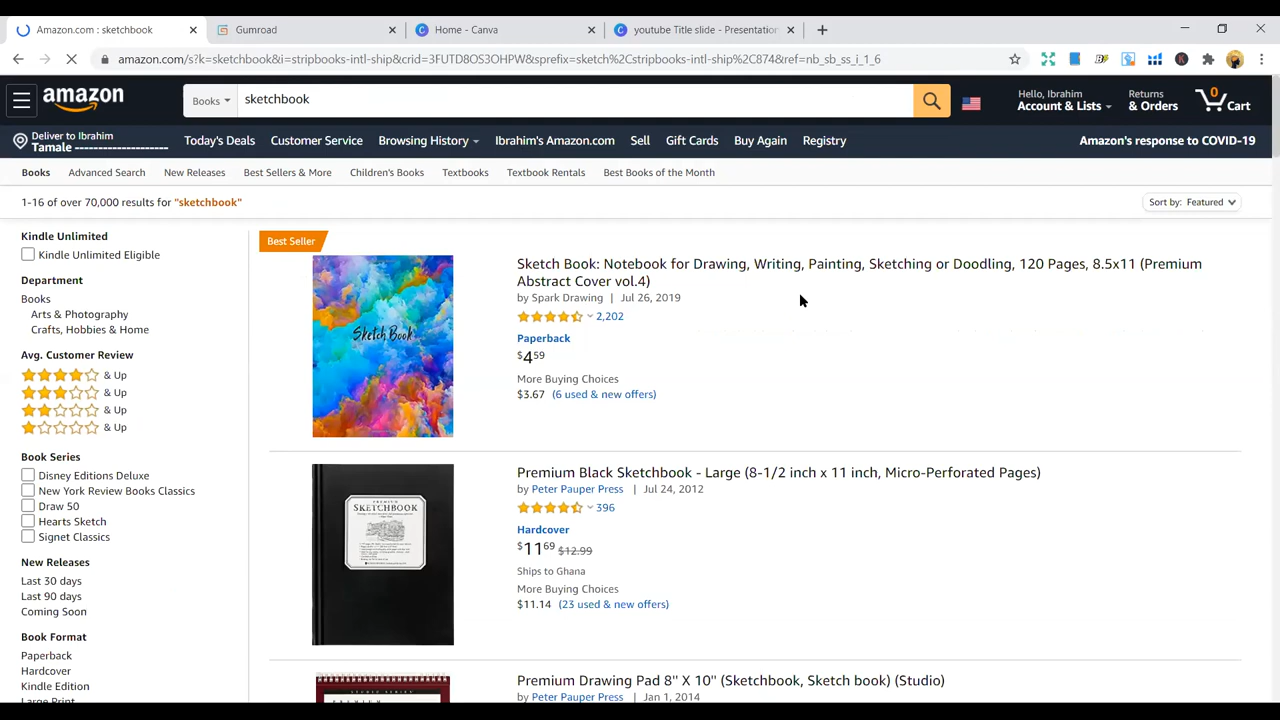 Amazon.com : sketchbook
Gumroad
Home - Canva
youtube Title slide - Presentation
amazon.com/s?k=sketchbook&i=stripbooks-intl-ship&crid=3FUTD8OS3OHPW&sprefix=sketch%2Cstripbooks-intl-ship%2C874&ref=nb_sb_ss_i_1_6
amazon
Books
sketchbook
Hello, Ibrahim
Account & Lists
Returns
& Orders
0
Cart
Deliver to Ibrahim
Tamale --------------------
Today's Deals
Customer Service
Browsing History
Ibrahim's Amazon.com
Sell
Gift Cards
Buy Again
Registry
Amazon's response to COVID-19
Books
Advanced Search
New Releases
Best Sellers & More
Children's Books
Textbooks
Textbook Rentals
Best Books of the Month
1-16 of over 70,000 results for "sketchbook"
Sort by: Featured
Kindle Unlimited
Kindle Unlimited Eligible
Department
Books
Arts & Photography
Crafts, Hobbies & Home
Avg. Customer Review
& Up
& Up
& Up
& Up
Book Series
Disney Editions Deluxe
New York Review Books Classics
Draw 50
Hearts Sketch
Signet Classics
New Releases
Last 30 days
Last 90 days
Coming Soon
Book Format
Paperback
Hardcover
Kindle Edition
Large Print
Best Seller
Sketch Book
Sketch Book: Notebook for Drawing, Writing, Painting, Sketching or Doodling, 120 Pages, 8.5x11 (Premium
Abstract Cover vol.4)
by Spark Drawing | Jul 26, 2019
2,202
Paperback
$4 59
More Buying Choices
$3.67 (6 used & new offers)
PREMIUM
SKETCHBOOK
Premium Black Sketchbook - Large (8-1/2 inch x 11 inch, Micro-Perforated Pages)
by Peter Pauper Press | Jul 24, 2012
396
Hardcover
$11 69 $12.99
Ships to Ghana
More Buying Choices
$11.14 (23 used & new offers)
STUDIO SERIES
Premium Drawing Pad 8'' X 10'' (Sketchbook, Sketch book) (Studio)
by Peter Pauper Press | Jan 1, 2014